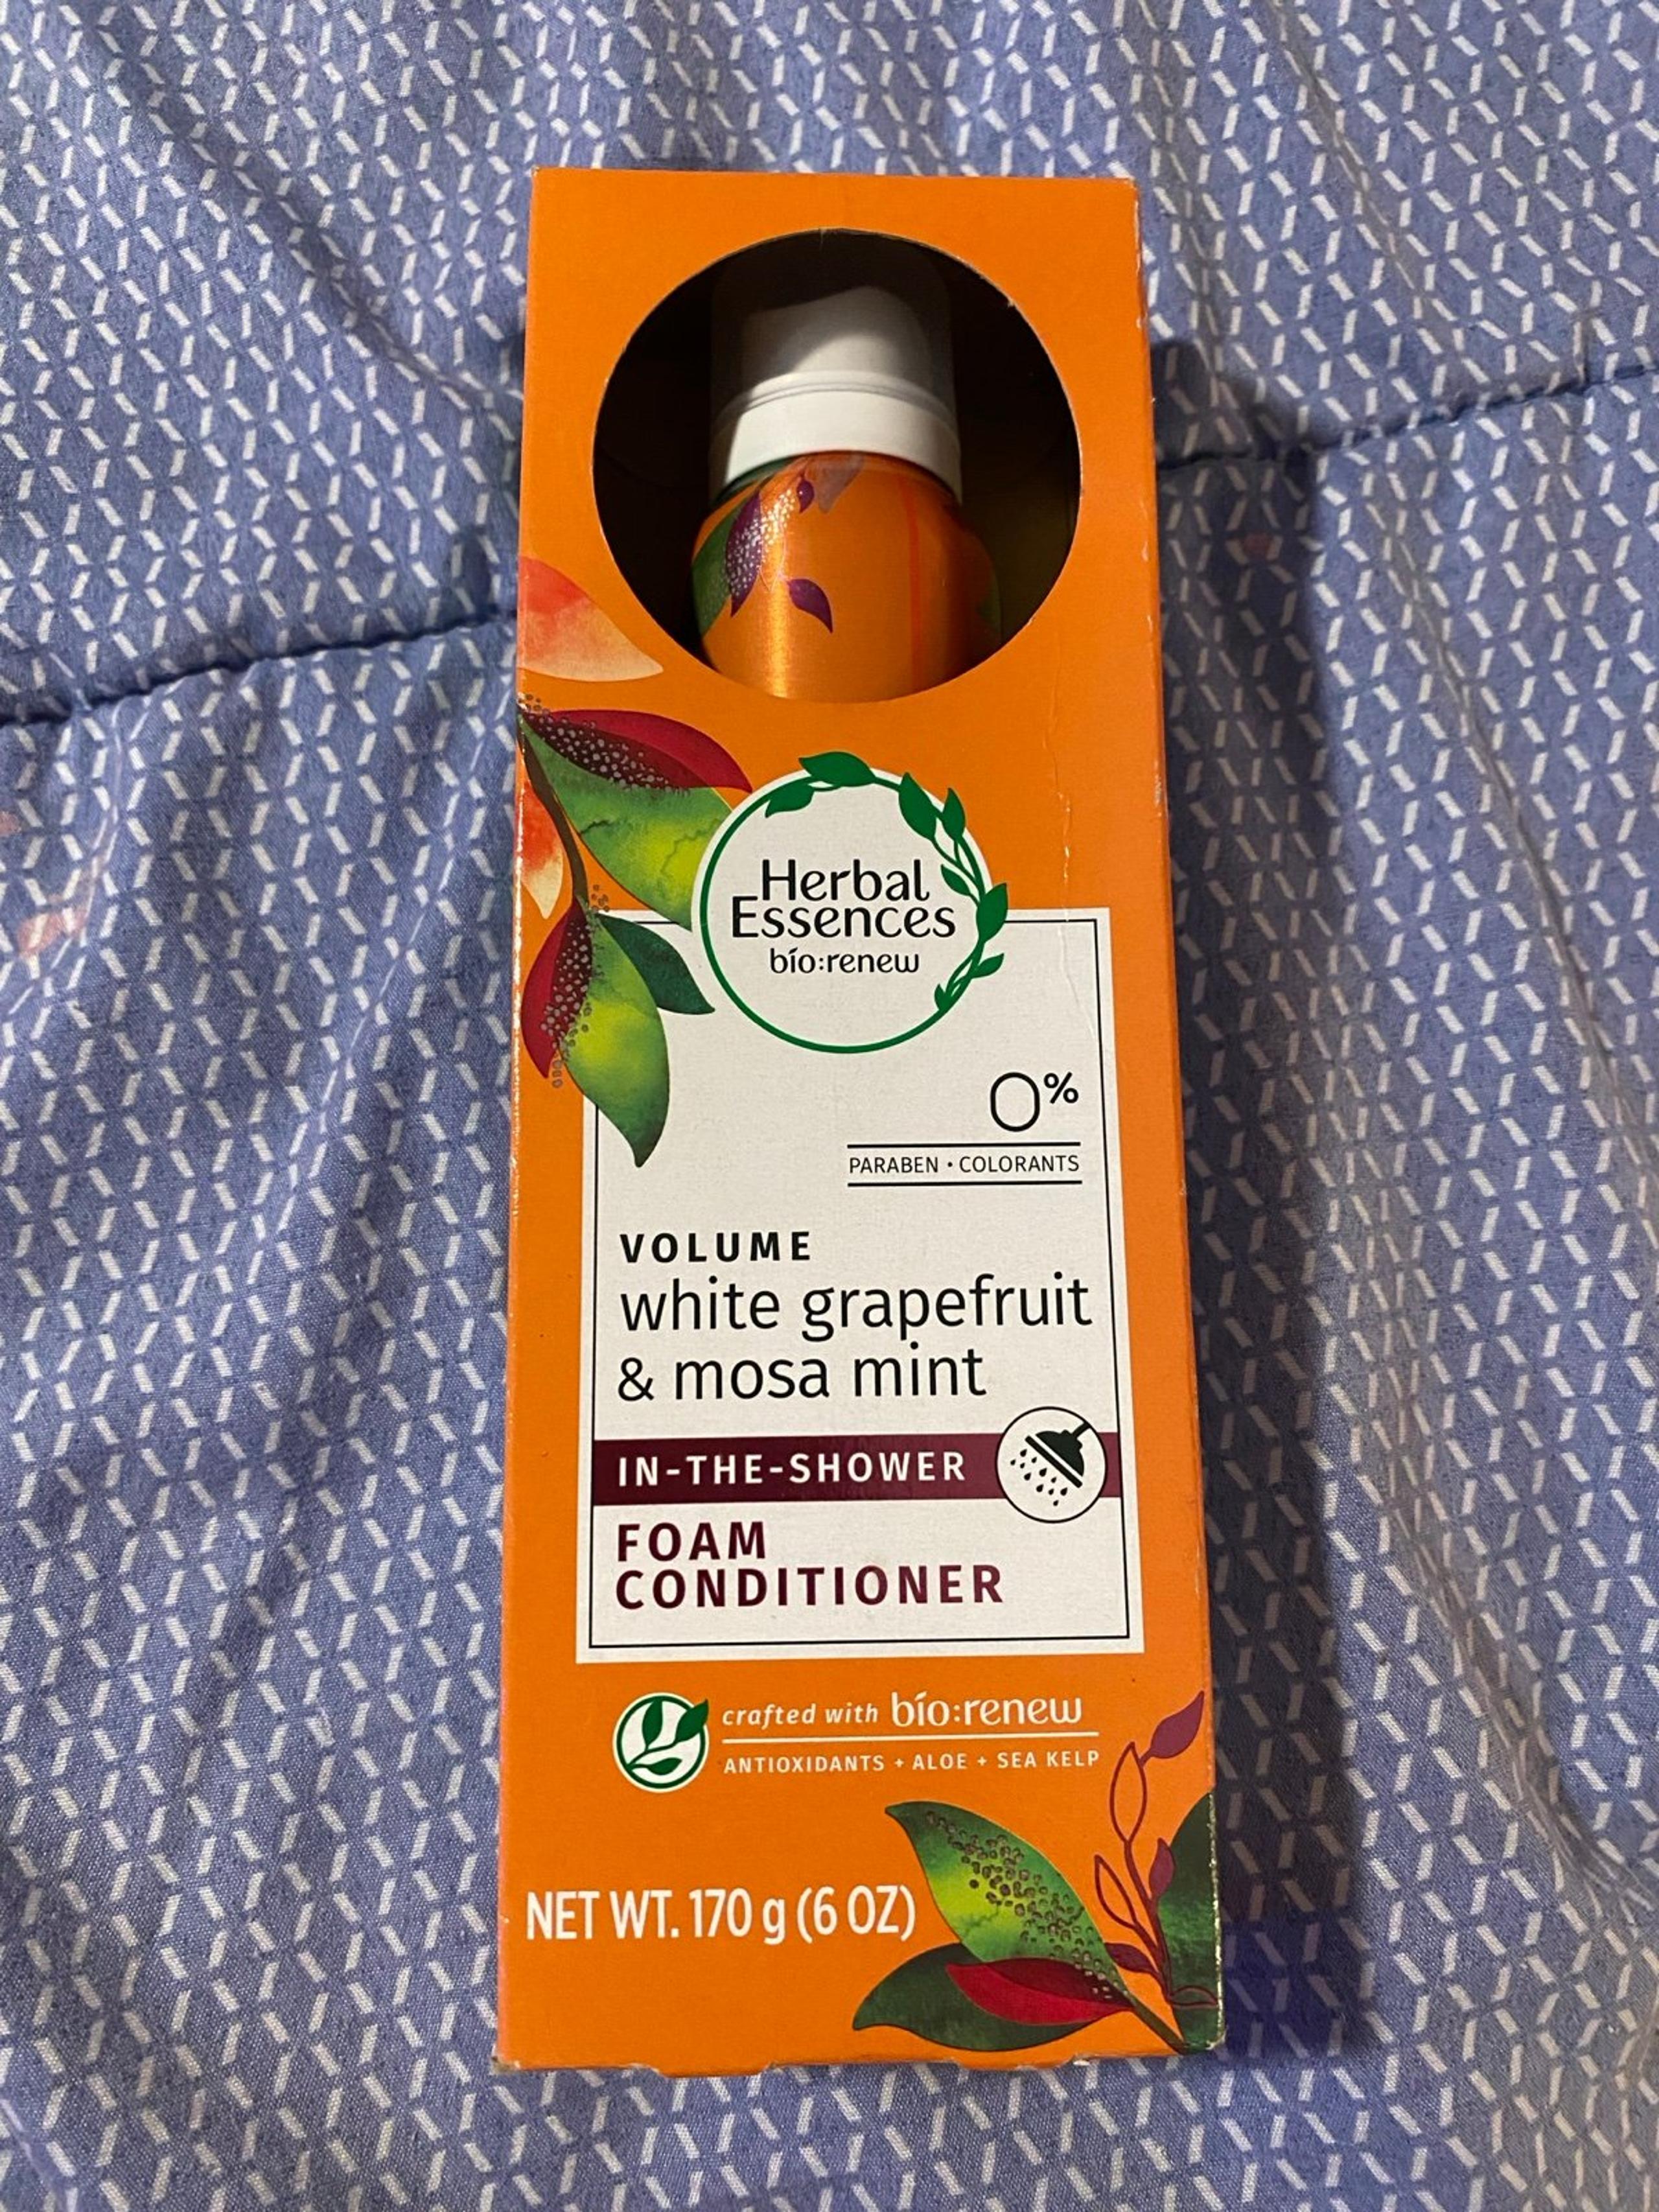 Herbal
Essences
bío:renew
0%
PARABEN • COLORANTS
VOLUME
white grapefruit
& mosa mint
IN-THE-SHOWER
FOAM
CONDITIONER
crafted with bío:renew
ANTIOXIDANTS + ALOE + SEA KELP
NET WT. 170 g (6 OZ)